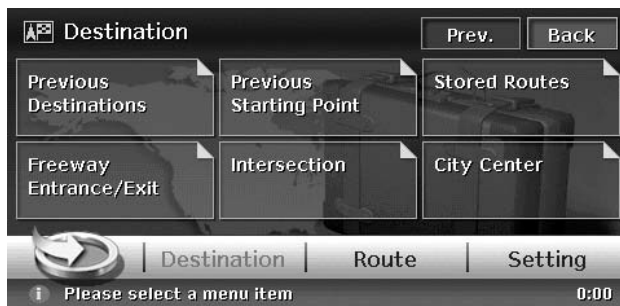 Destination
Prev.
Back
Previous
Destinations
Previous
Starting Point
Stored Routes
Freeway
Entrance/Exit
Intersection
City Center
Destination
Route
Setting
i Please select a menu item
0:00